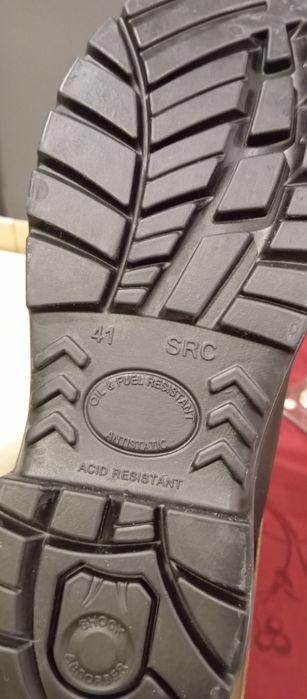 41 SRC
OIL & FUEL RESISTANT
ANTISTATIC
ACID RESISTANT
SHOCK
ABSORBER